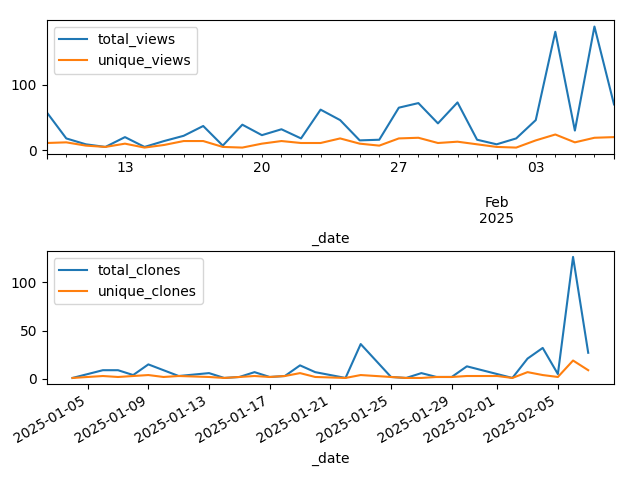 total_views
unique_views
100
0
13
20
27
03
Feb
2025
_date
total_clones
unique_clones
100
50
0
2025-01-05
2025-01-09
2025-01-13
2025-01-17
2025-01-21
2025-01-25
2025-01-29
2025-02-01
2025-02-05
_date